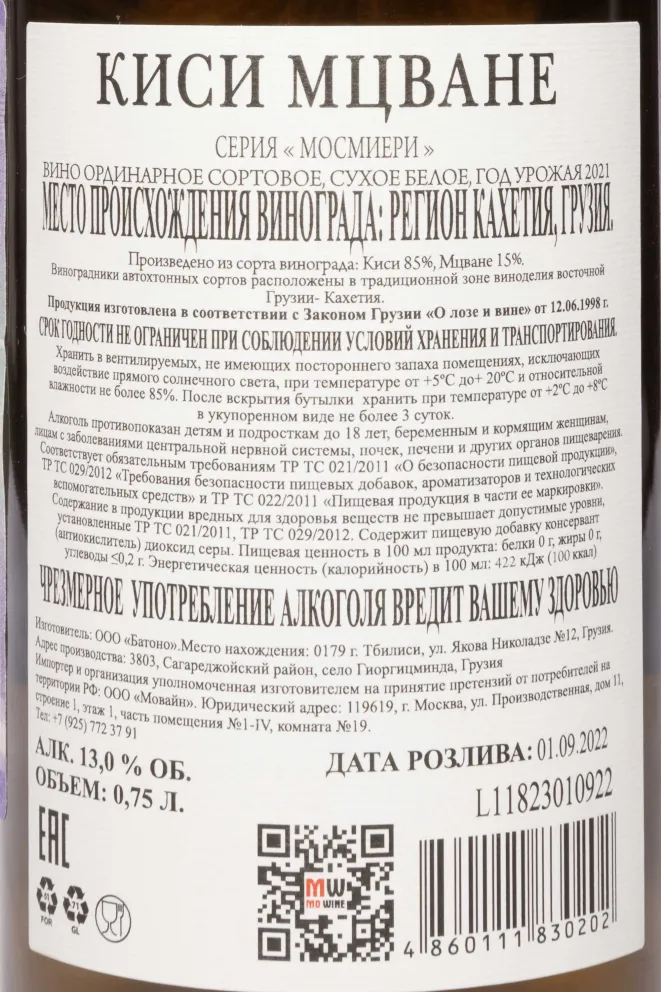 КИСИ МЦВАНЕ
СЕРИЯ « МОСМИЕРИ »
ВИНО ОРДИНАРНОЕ СОРТОВОЕ, СУХОЕ БЕЛОЕ, ГОД УРОЖАЯ 2021
МЕСТО ПРОИСХОЖДЕНИЯ ВИНОГРАДА: РЕГИОН КАХЕТИЯ, ГРУЗИЯ.
Произведено из сорта винограда: Киси 85%, Мцване 15%.
Виноградники автохтонных сортов расположены в традиционной зоне виноделия восточной
Грузии- Кахетия.
Продукция изготовлена в соответствии с Законом Грузии «О лозе и вине» от 12.06.1998 г.
СРОК ГОДНОСТИ НЕ ОГРАНИЧЕН ПРИ СОБЛЮДЕНИИ УСЛОВИЙ ХРАНЕНИЯ И ТРАНСПОРТИРОВАНИЯ.
Хранить в вентилируемых, не имеющих постороннего запаха помещениях, исключающих
воздействие прямого солнечного света, при температуре от +5°С до+ 20°С и относительной
влажности не более 85%. После вскрытия бутылки хранить при температуре от +2°С до +8°С
в укупоренном виде не более 3 суток.
Алкоголь противопоказан детям и подросткам до 18 лет, беременным и кормящим женщинам,
лицам с заболеваниями центральной нервной системы, почек, печени и других органов пищеварения.
Соответствует обязательным требованиям ТР ТС 021/2011 «О безопасности пищевой продукции»,
ТР ТС 029/2012 «Требования безопасности пищевых добавок, ароматизаторов и технологических
вспомогательных средств» и ТР ТС 022/2011 «Пищевая продукция в части ее маркировки».
Содержание в продукции вредных для здоровья веществ не превышает допустимые уровни,
установленные ТР ТС 021/2011, ТР ТС 029/2012. Содержит пищевую добавку консервант
(антиокислитель) диоксид серы. Пищевая ценность в 100 мл продукта: белки 0 г, жиры 0 г,
углеводы ≤0,2 г. Энергетическая ценность (калорийность) в 100 мл: 422 кДж (100 ккал)
ЧРЕЗМЕРНОЕ УПОТРЕБЛЕНИЕ АЛКОГОЛЯ ВРЕДИТ ВАШЕМУ ЗДОРОВЬЮ
Изготовитель: ООО «Батоно».Место нахождения: 0179 г. Тбилиси, ул. Якова Николадзе №12, Грузия.
Адрес производства: 3803, Сагареджойский район, село Гиоргицминда, Грузия
Импортер и организация уполномоченная изготовителем на принятие претензий от потребителей на
территории РФ: ООО «Мовайн». Юридический адрес: 119619, г. Москва, ул. Производственная, дом 11,
строение 1, этаж 1, часть помещения №1-IV, комната №19.
Тел: +7 (925) 772 37 91
АЛК. 13,0 % ОБ.
ОБЪЕМ: 0,75 Л.
ДАТА РОЗЛИВА: 01.09.2022
L11823010922
EAC
MW
MO WINE
FOR
71
GL
4 860111 830202